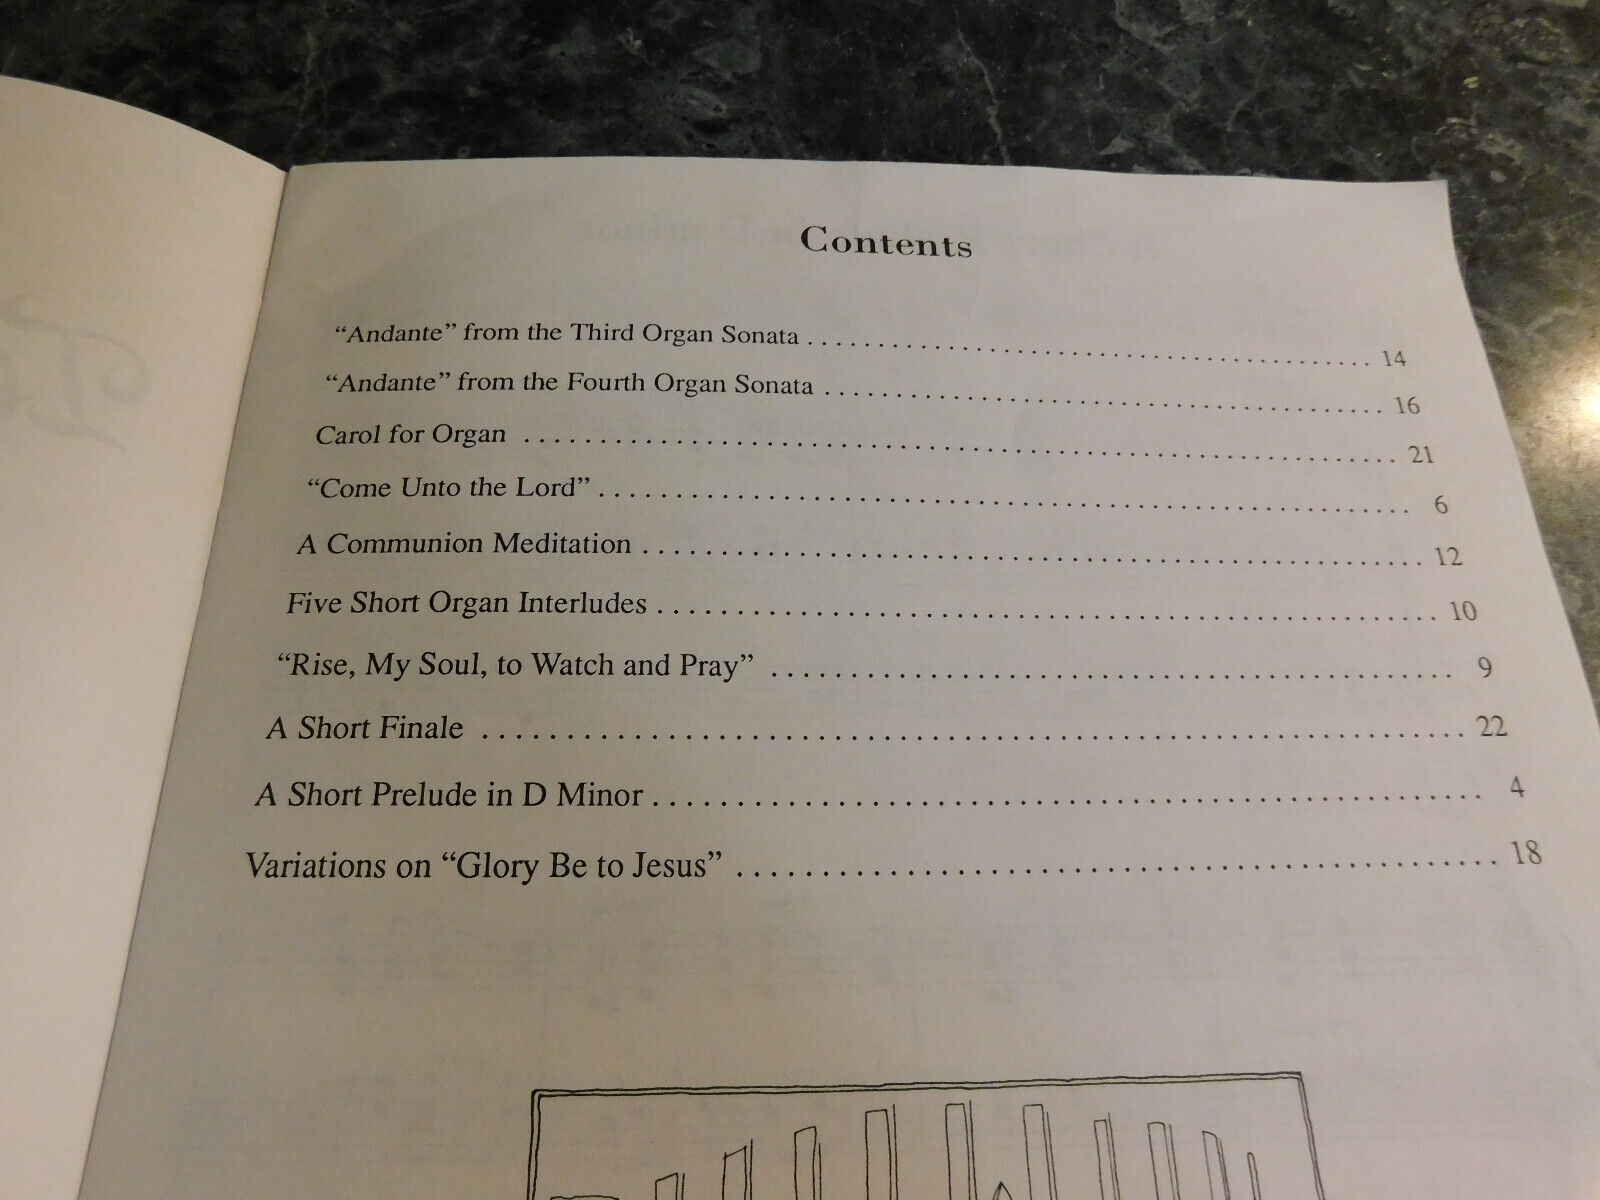 Contents
“Andante” from the Third Organ Sonata . . . . . . . . . . . . . . . . . . . . . . . . . . . . . . . . . . . . . . . . 14
“Andante” from the Fourth Organ Sonata . . . . . . . . . . . . . . . . . . . . . . . . . . . . . . . . . . . . . . . 16
Carol for Organ . . . . . . . . . . . . . . . . . . . . . . . . . . . . . . . . . . . . . . . . . . . . . . . . . . . . 21
“Come Unto the Lord” . . . . . . . . . . . . . . . . . . . . . . . . . . . . . . . . . . . . . . . . . . . . . . . 6
A Communion Meditation . . . . . . . . . . . . . . . . . . . . . . . . . . . . . . . . . . . . . . . . . . . . 12
Five Short Organ Interludes . . . . . . . . . . . . . . . . . . . . . . . . . . . . . . . . . . . . . . . . . . . 10
“Rise, My Soul, to Watch and Pray” . . . . . . . . . . . . . . . . . . . . . . . . . . . . . . . . . . . . 9
A Short Finale . . . . . . . . . . . . . . . . . . . . . . . . . . . . . . . . . . . . . . . . . . . . . . . . . . 22
A Short Prelude in D Minor . . . . . . . . . . . . . . . . . . . . . . . . . . . . . . . . . . . . . . . . . 4
Variations on “Glory Be to Jesus” . . . . . . . . . . . . . . . . . . . . . . . . . . . . . . . . . . . . 18